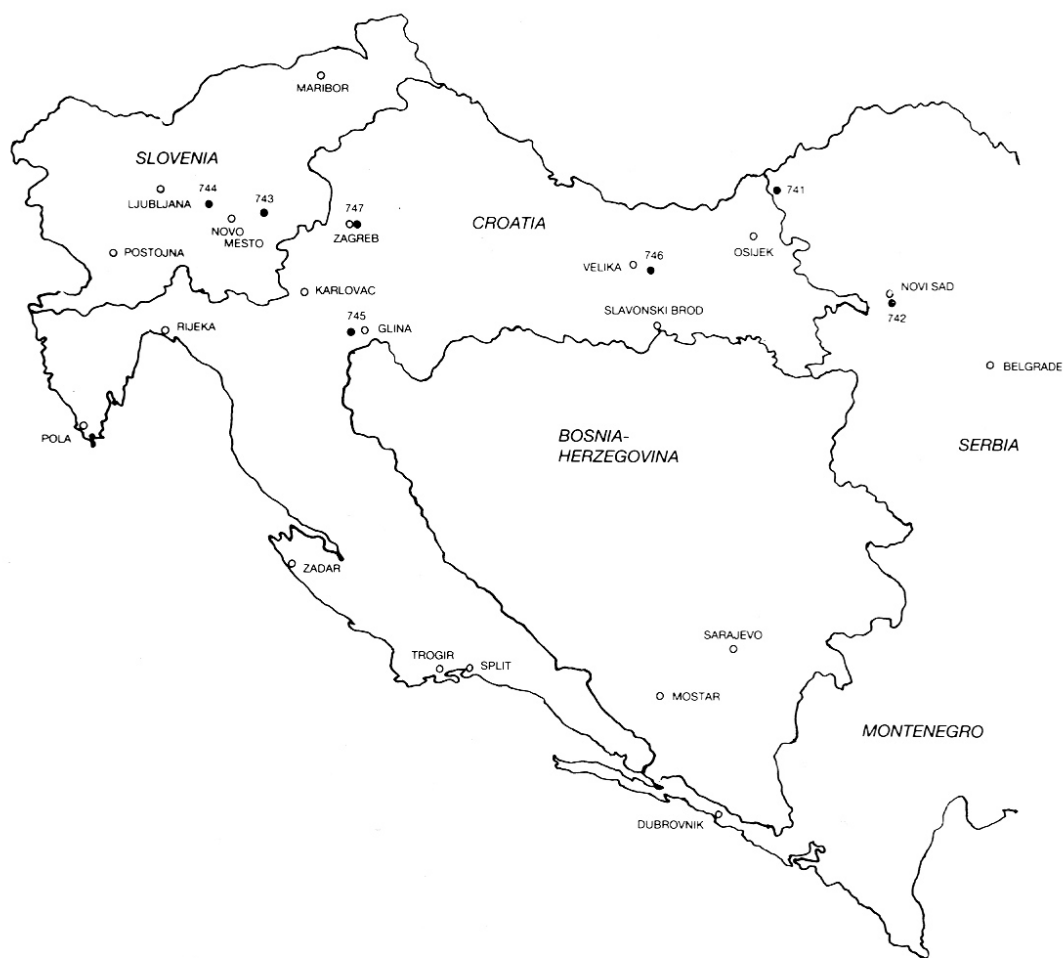 MARIBOR
SLOVENIA
LJUBLJANA
744
743
NOVO
MESTO
POSTOJNA
747
ZAGREB
CROATIA
741
OSIJEK
VELIKA
746
KARLOVAC
NOVI SAD
742
SLAVONSKI BROD
RIJEKA
745
GLINA
BELGRADE
POLA
BOSNIA-
HERZEGOVINA
SERBIA
ZADAR
SARAJEVO
TROGIR
SPLIT
MOSTAR
MONTENEGRO
DUBROVNIK